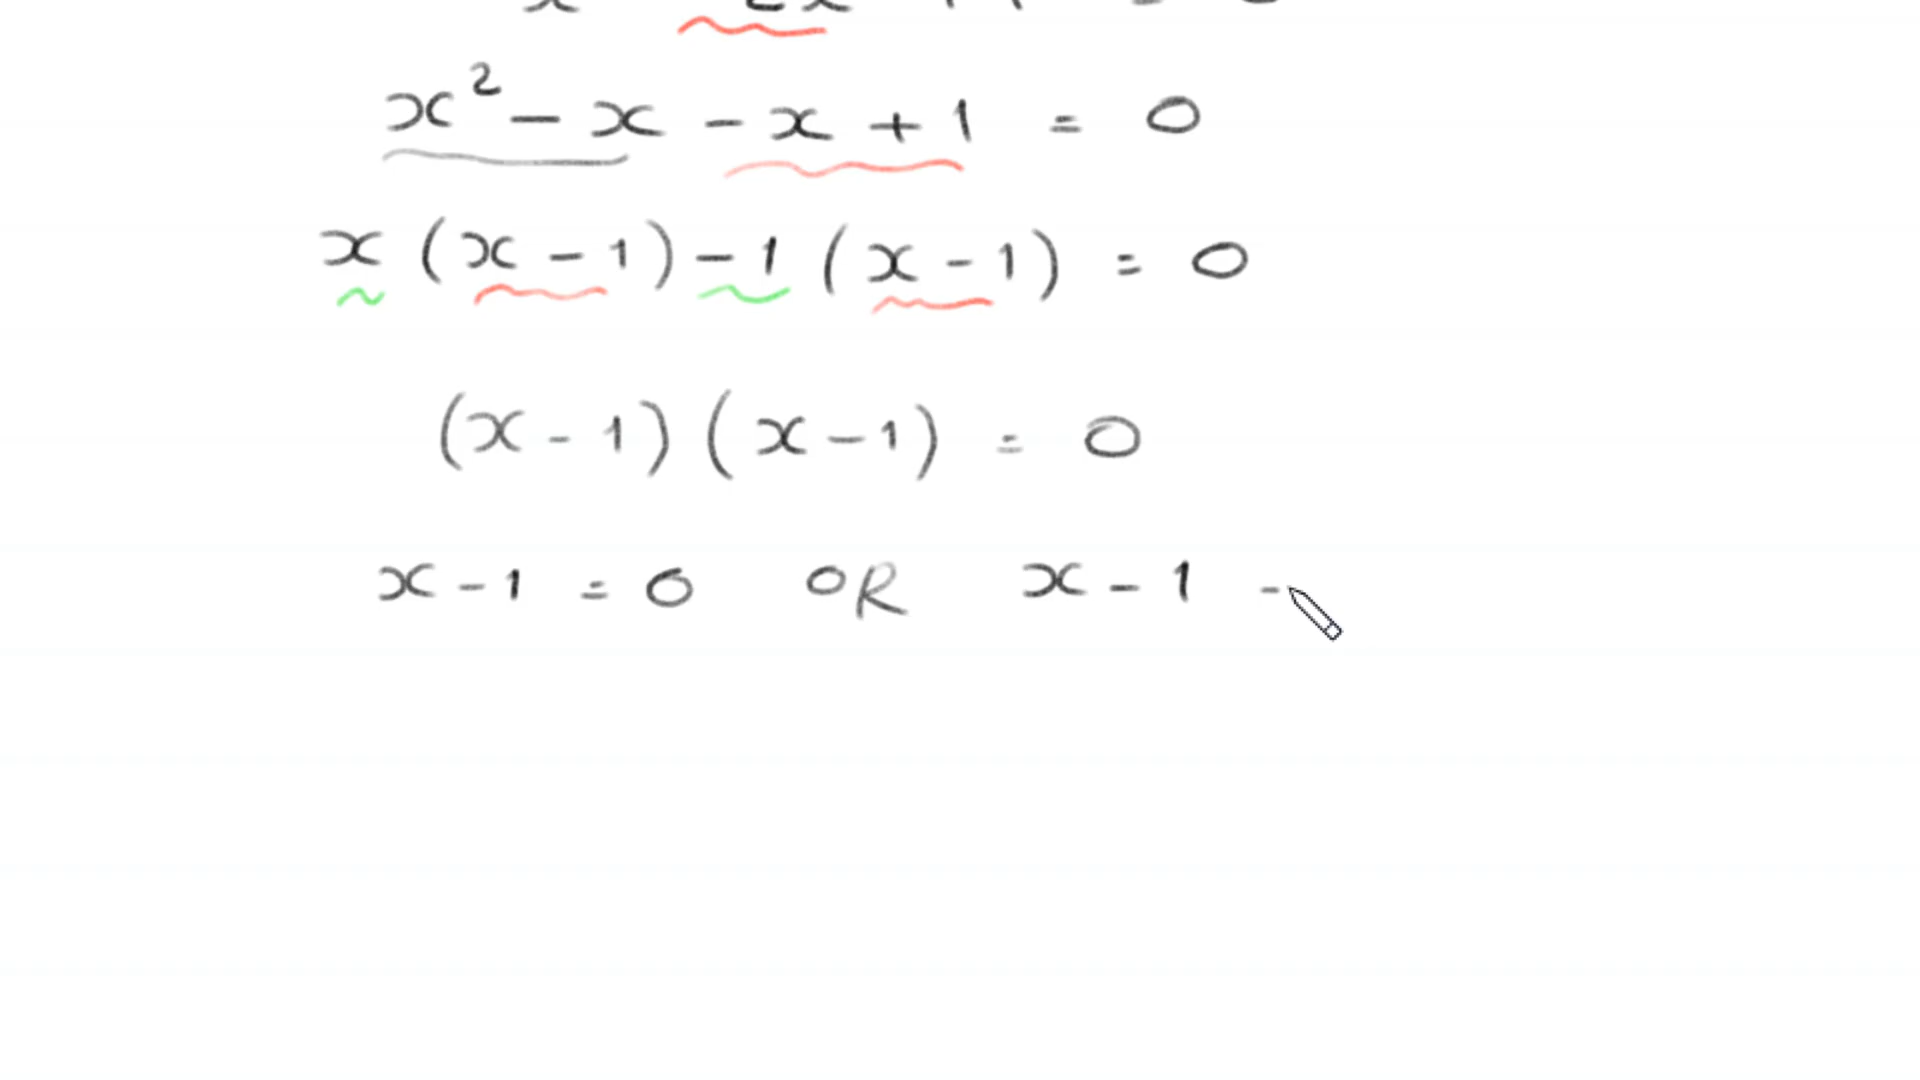 x² - x - x + 1 = 0
x (x - 1) - 1 (x - 1) = 0
(x - 1) (x - 1) = 0
x - 1 = 0 OR x - 1 -